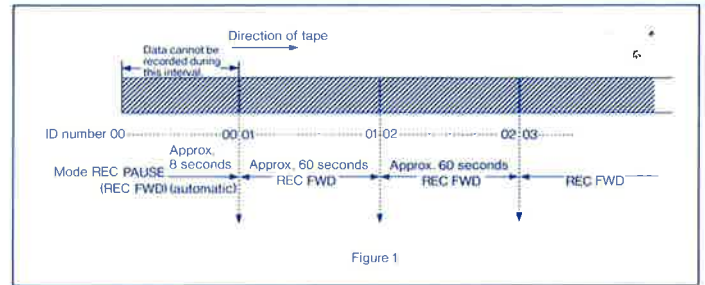 Direction of tape
Data cannot be
recorded during
this interval.
ID number 00 00 01 01 02 02 03
Approx.
8 seconds
Approx. 60 seconds
Approx. 60 seconds
Mode REC PAUSE
REC FWD
REC FWD
REC FWD
(REC FWD) (automatic)
Figure 1